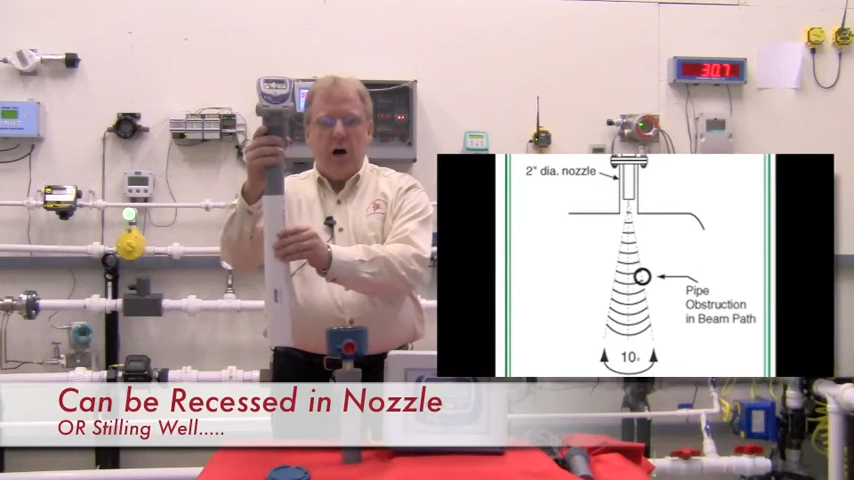 30.7
2" dia. nozzle
Pipe
Obstruction
in Beam Path
10°
Can be Recessed in Nozzle
OR Stilling Well.....